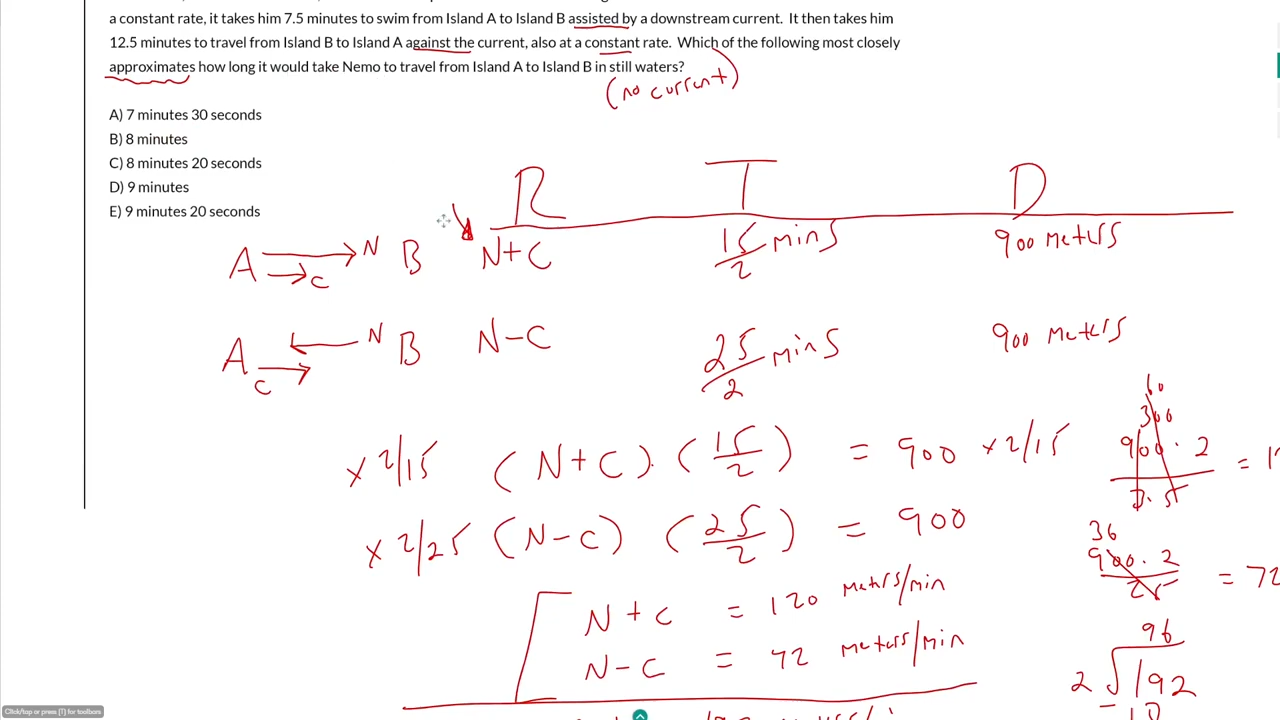 a constant rate, it takes him 7.5 minutes to swim from Island A to Island B assisted by a downstream current. It then takes him
12.5 minutes to travel from Island B to Island A against the current, also at a constant rate. Which of the following most closely
approximates how long it would take Nemo to travel from Island A to Island B in still waters?
(no current)
A) 7 minutes 30 seconds
B) 8 minutes
C) 8 minutes 20 seconds
D) 9 minutes
E) 9 minutes 20 seconds
R T D
A N B N+C 15/2 mins 900 meters
C
A N B N-C 25/2 mins 900 meters
C
60
300
x 2/15 (N+C) · (15/2) = 900 x 2/15 900 · 2
= 1
x 2/25 (N-C) (25/2) = 900
36
900 · 2
25
= 72
N + C = 120 meters/min
N - C = 72 meters/min
96
2 192
Click/tap or press [T] for toolbars